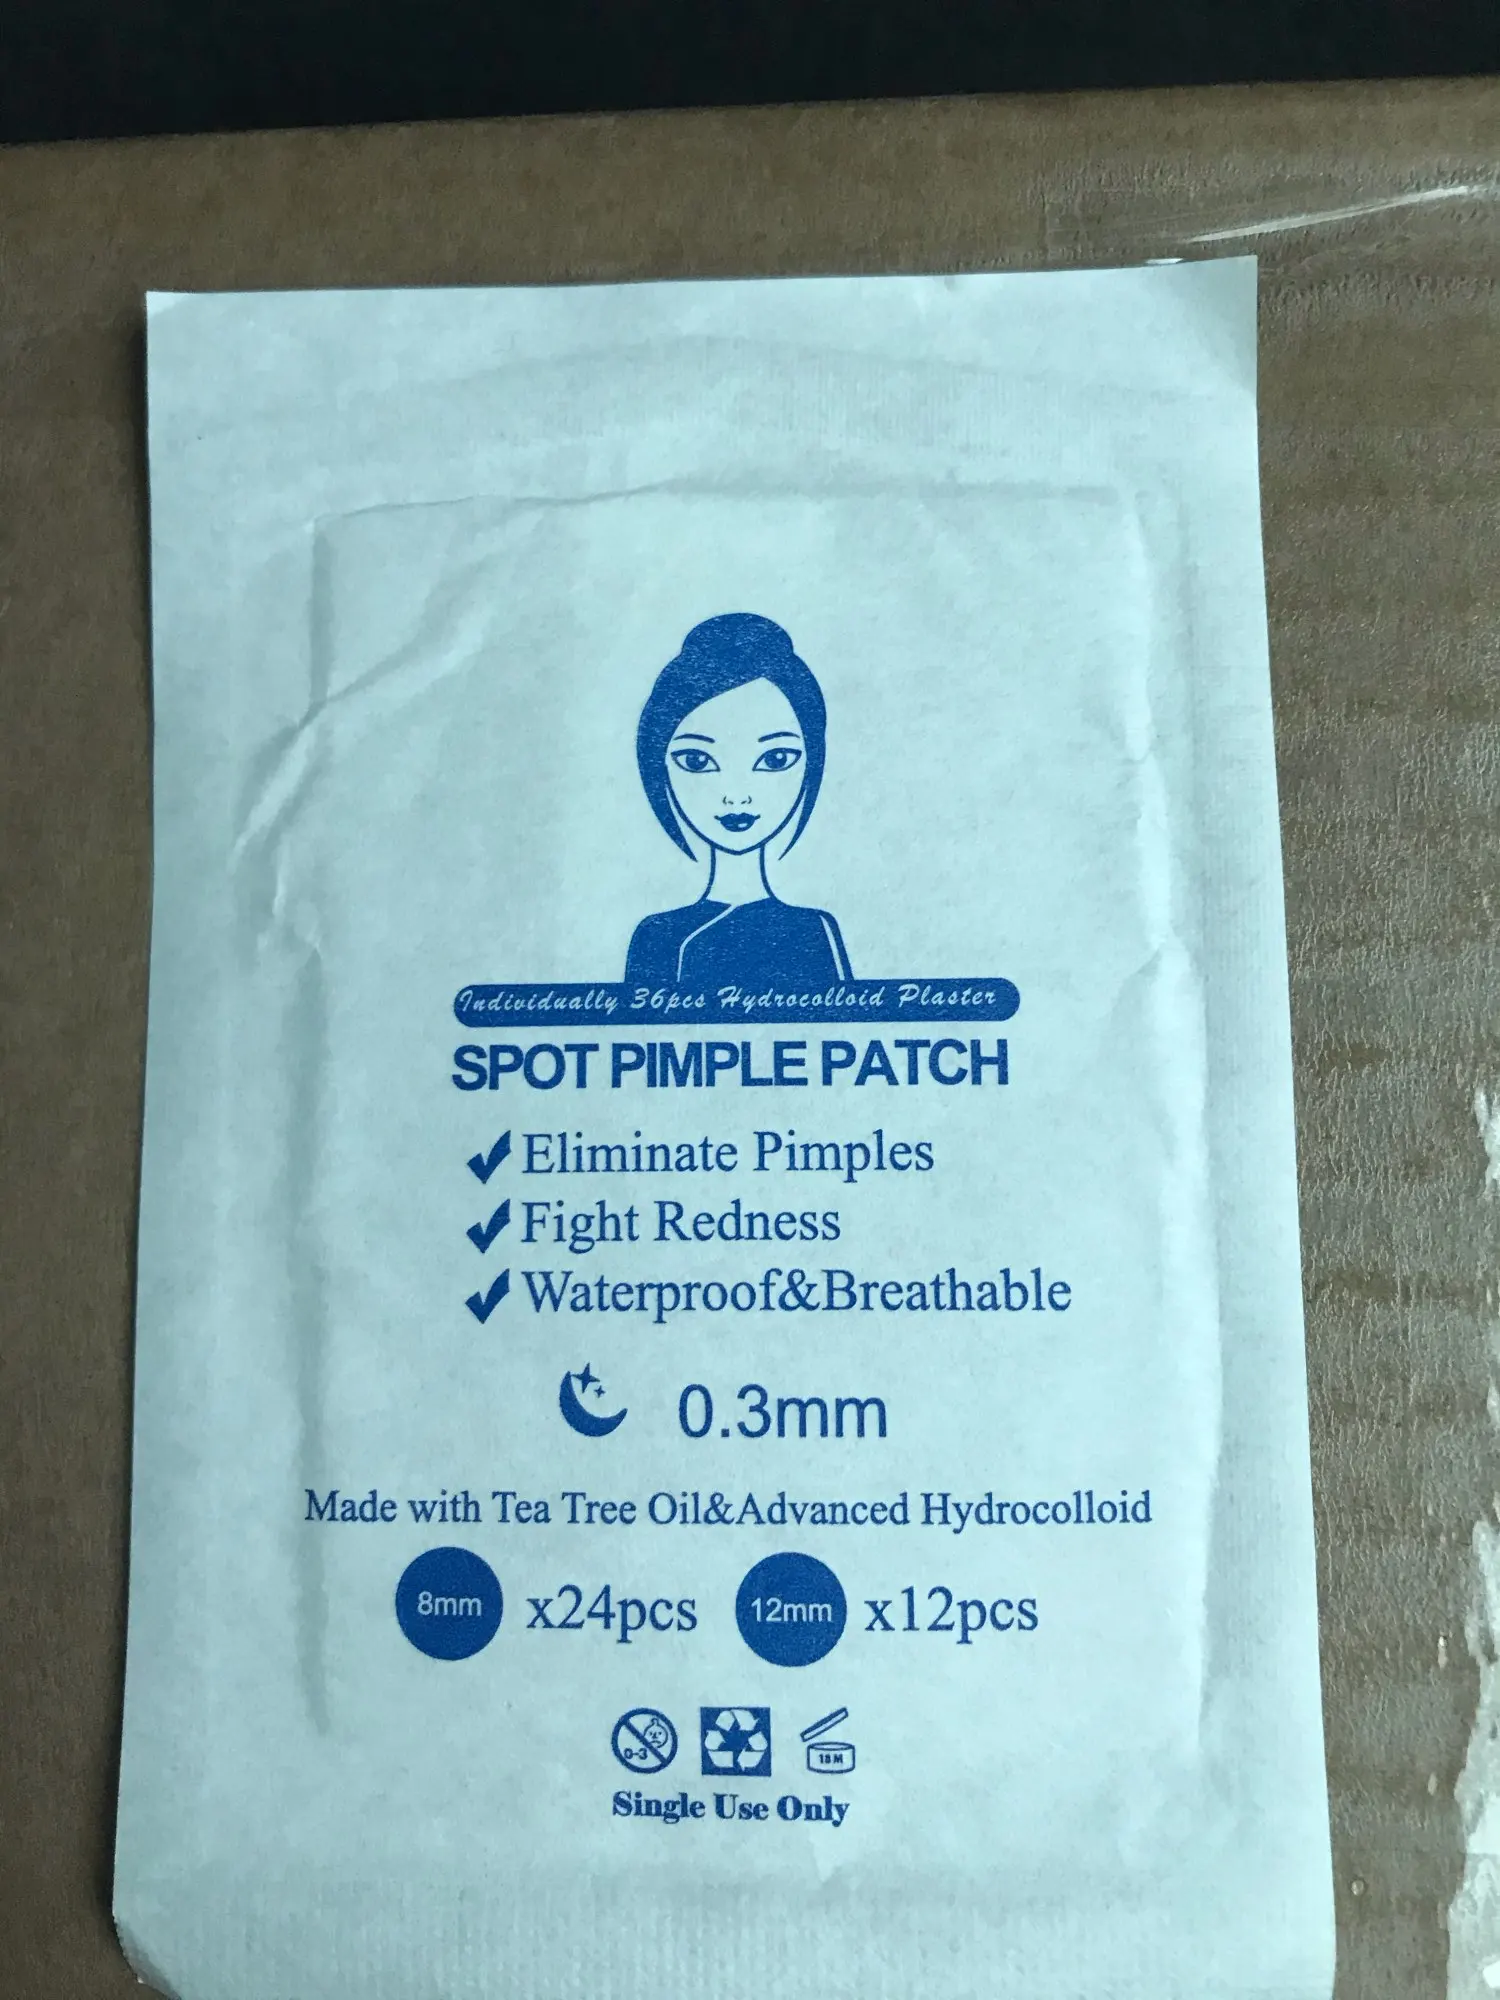 Individually 36pcs Hydrocolloid Plaster
SPOT PIMPLE PATCH
Eliminate Pimples
Fight Redness
Waterproof&Breathable
0.3mm
Made with Tea Tree Oil&Advanced Hydrocolloid
8mm x24pcs 12mm x12pcs
0-3 18M
Single Use Only